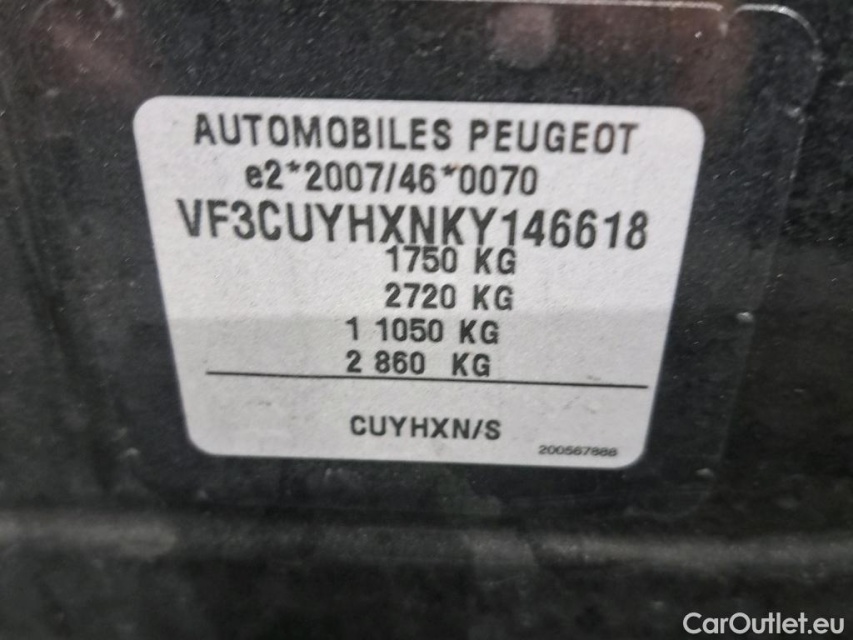 AUTOMOBILES PEUGEOT
e2*2007/46*0070
VF3CUYHXNKY146618
1750 KG
2720 KG
1 1050 KG
2 860 KG
CUYHXN/S
200567886
CarOutlet.eu